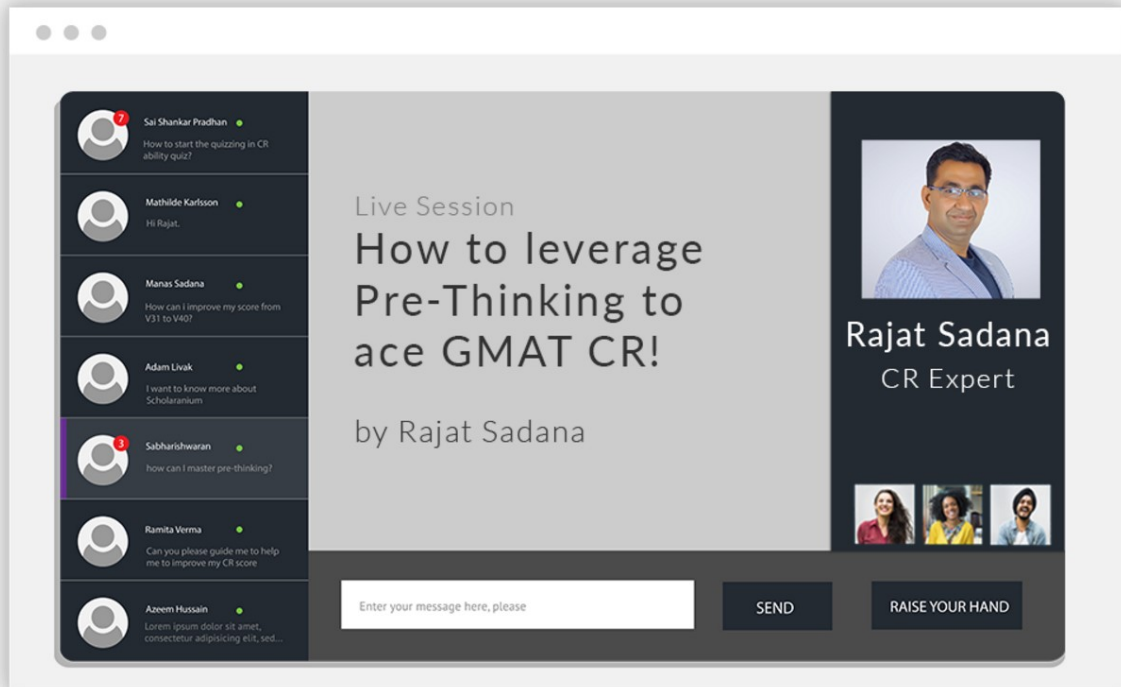 7
Sai Shankar Pradhan
How to start the quizzing in CR
ability quiz?
Mathilde Karlsson
Hi Rajat.
Manas Sadana
How can i improve my score from
V31 to V40?
Adam Livak
I want to know more about
Scholaranium
3
Sabharishwaran
how can I master pre-thinking?
Ramita Verma
Can you please guide me to help
me to improve my CR score
Azeem Hussain
Lorem ipsum dolor sit amet,
consectetur adipisicing elit, sed...
Live Session
How to leverage
Pre-Thinking to
ace GMAT CR!
by Rajat Sadana
Rajat Sadana
CR Expert
Enter your message here, please
SEND
RAISE YOUR HAND